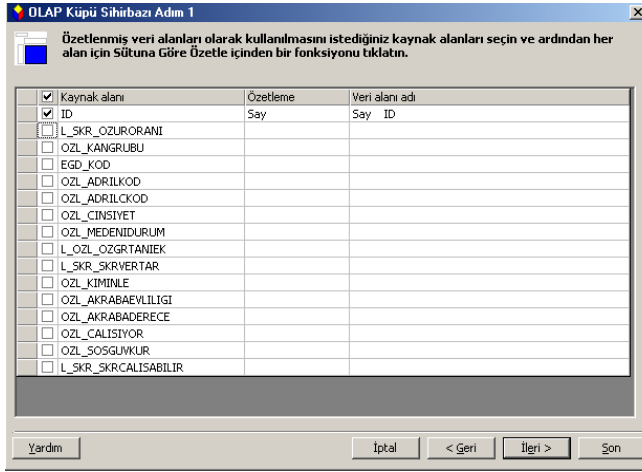 OLAP Küpü Sihirbazı Adım 1
Özetlenmiş veri alanları olarak kullanılmasını istediğiniz kaynak alanları seçin ve ardından her
alan için Sütuna Göre Özetle içinden bir fonksiyonu tıklatın.
Kaynak alanı Özetleme Veri alanı adı
ID Say Say ID
L_SKR_OZURORANI
OZL_KANGRUBU
EGD_KOD
OZL_ADRILKOD
OZL_ADRILCKOD
OZL_CINSIYET
OZL_MEDENIDURUM
L_OZL_OZGRTANIEK
L_SKR_SKRVERTAR
OZL_KIMINLE
OZL_AKRABAEVLILIGI
OZL_AKRABADERECE
OZL_CALISIYOR
OZL_SOSGUVKUR
L_SKR_SKRCALISABILIR
Yardım İptal < Geri İleri > Son